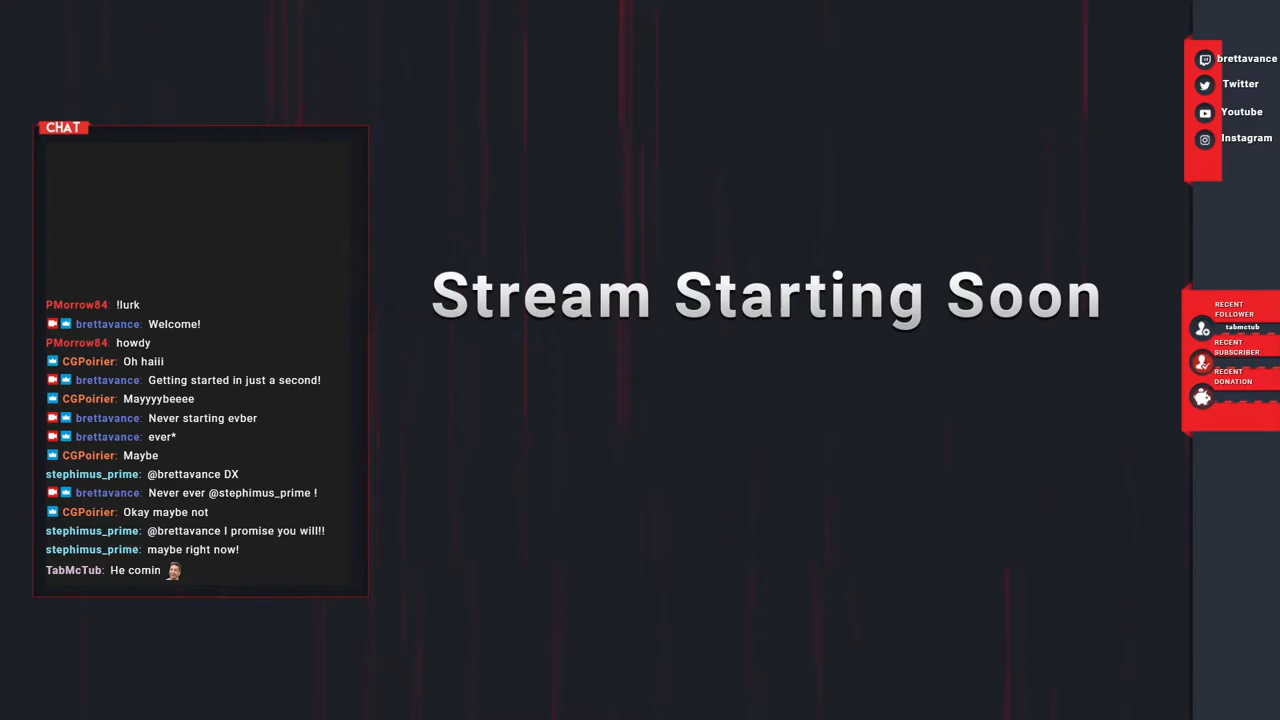 CHAT
PMorrow84: !lurk
brettavance: Welcome!
PMorrow84: howdy
CGPoirier: Oh haiii
brettavance: Getting started in just a second!
CGPoirier: Mayyyybeeee
brettavance: Never starting evber
brettavance: ever*
CGPoirier: Maybe
stephimus_prime: @brettavance DX
brettavance: Never ever @stephimus_prime !
CGPoirier: Okay maybe not
stephimus_prime: @brettavance I promise you will!!
stephimus_prime: maybe right now!
TabMcTub: He comin
Stream Starting Soon
brettavance
Twitter
Youtube
Instagram
RECENT
FOLLOWER
tabmctub
RECENT
SUBSCRIBER
RECENT
DONATION